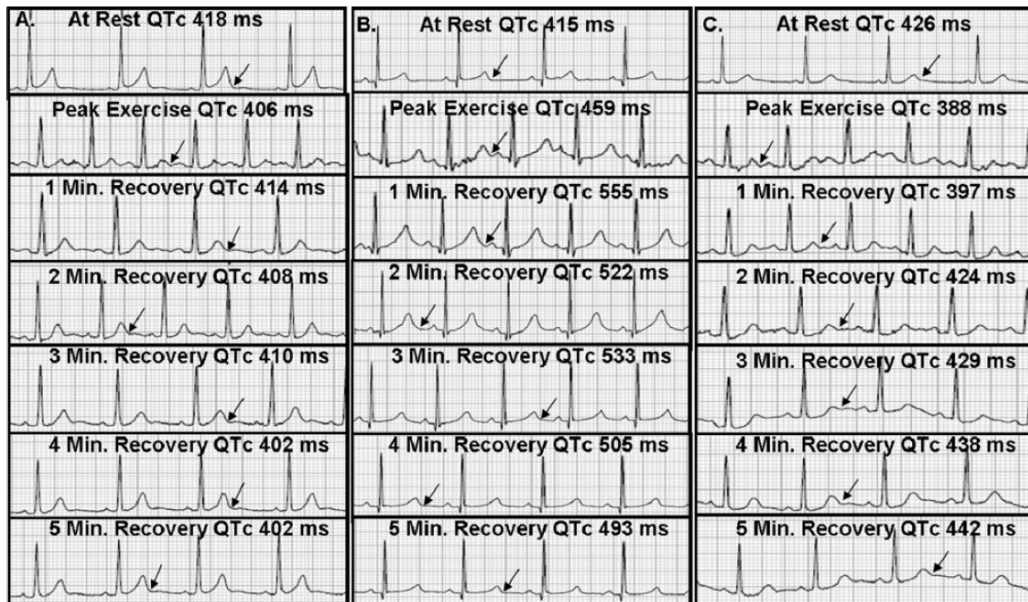 A.
At Rest QTc 418 ms
Peak Exercise QTc 406 ms
1 Min. Recovery QTc 414 ms
2 Min. Recovery QTc 408 ms
3 Min. Recovery QTc 410 ms
4 Min. Recovery QTc 402 ms
5 Min. Recovery QTc 402 ms
B.
At Rest QTc 415 ms
Peak Exercise QTc 459 ms
1 Min. Recovery QTc 555 ms
2 Min. Recovery QTc 522 ms
3 Min. Recovery QTc 533 ms
4 Min. Recovery QTc 505 ms
5 Min. Recovery QTc 493 ms
C.
At Rest QTc 426 ms
Peak Exercise QTc 388 ms
1 Min. Recovery QTc 397 ms
2 Min. Recovery QTc 424 ms
3 Min. Recovery QTc 429 ms
4 Min. Recovery QTc 438 ms
5 Min. Recovery QTc 442 ms